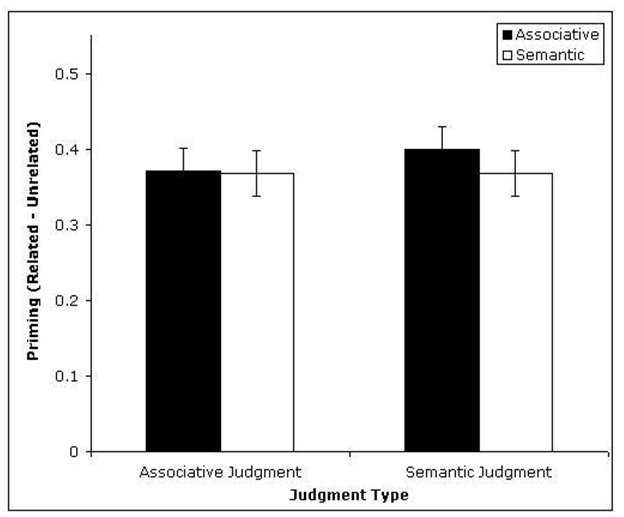 Associative
Semantic
Priming (Related - Unrelated)
0.5
0.4
0.3
0.2
0.1
0
Associative Judgment
Semantic Judgment
Judgment Type